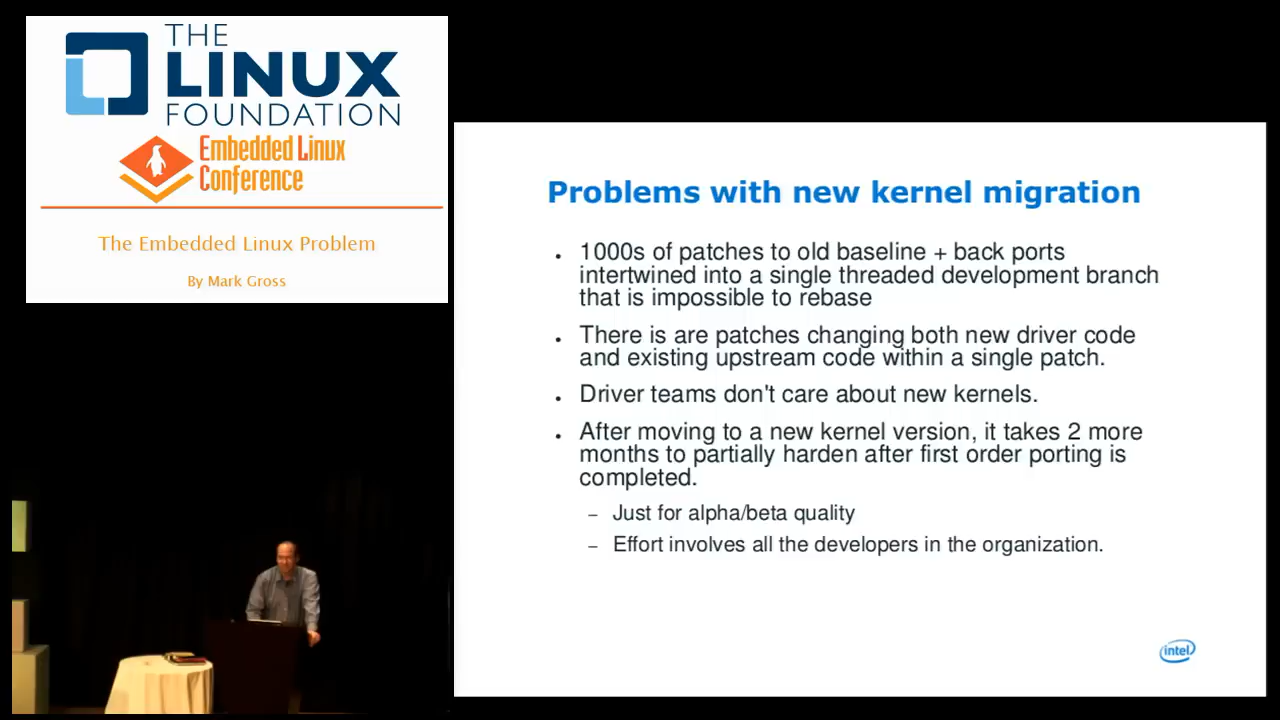 THE
LINUX
FOUNDATION
Embedded Linux
Conference
The Embedded Linux Problem
By Mark Gross
Problems with new kernel migration
• 1000s of patches to old baseline + back ports
intertwined into a single threaded development branch
that is impossible to rebase
• There is are patches changing both new driver code
and existing upstream code within a single patch.
• Driver teams don't care about new kernels.
• After moving to a new kernel version, it takes 2 more
months to partially harden after first order porting is
completed.
– Just for alpha/beta quality
– Effort involves all the developers in the organization.
intel